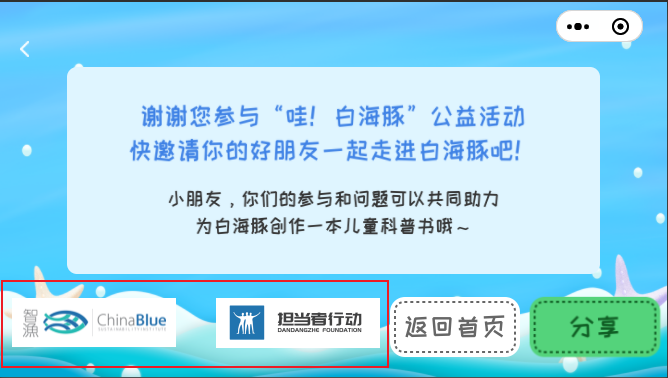 谢谢您参与“哇！白海豚”公益活动
快邀请你的好朋友一起走进白海豚吧！
小朋友，你们的参与和问题可以共同助力
为白海豚创作一本儿童科普书哦～
智渔 ChinaBlue
SUSTAINABILITY INSTITUTE
担当者行动
DANDANGZHE FOUNDATION
返回首页
分享